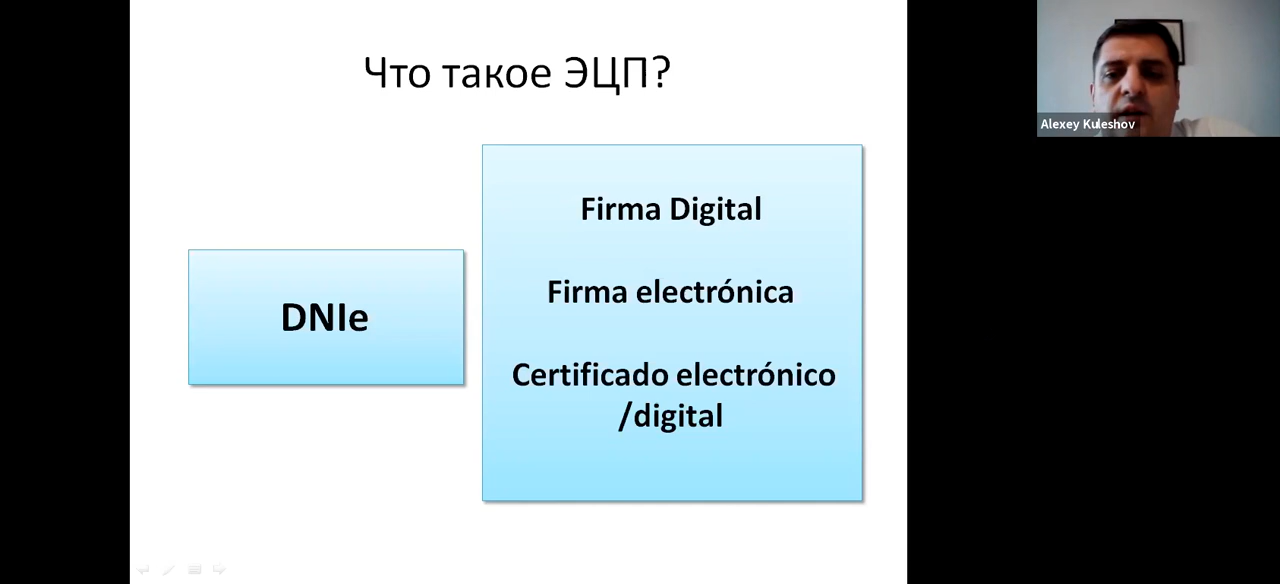 Что такое ЭЦП?
Alexey Kuleshov
Firma Digital
Firma electrónica
DNIe
Certificado electrónico
/digital